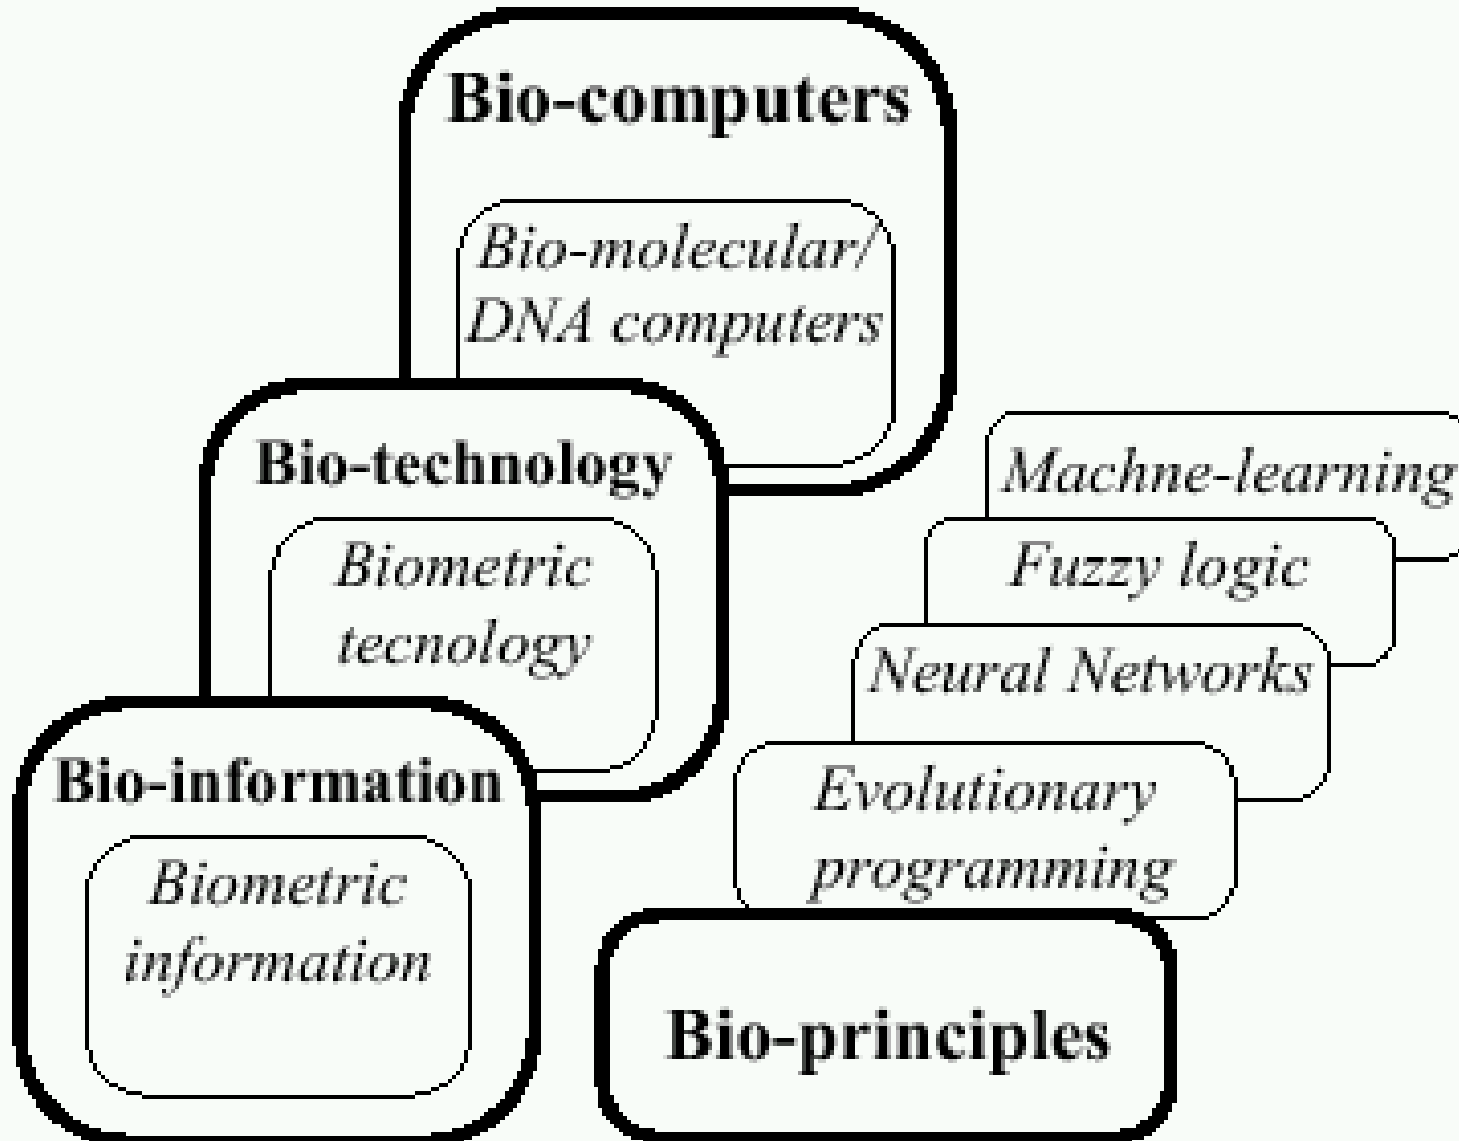 Bio-computers
Bio-molecular/
DNA computers
Bio-technology
Biometric
tecnology
Bio-information
Biometric
information
Machne-learning
Fuzzy logic
Neural Networks
Evolutionary
programming
Bio-principles